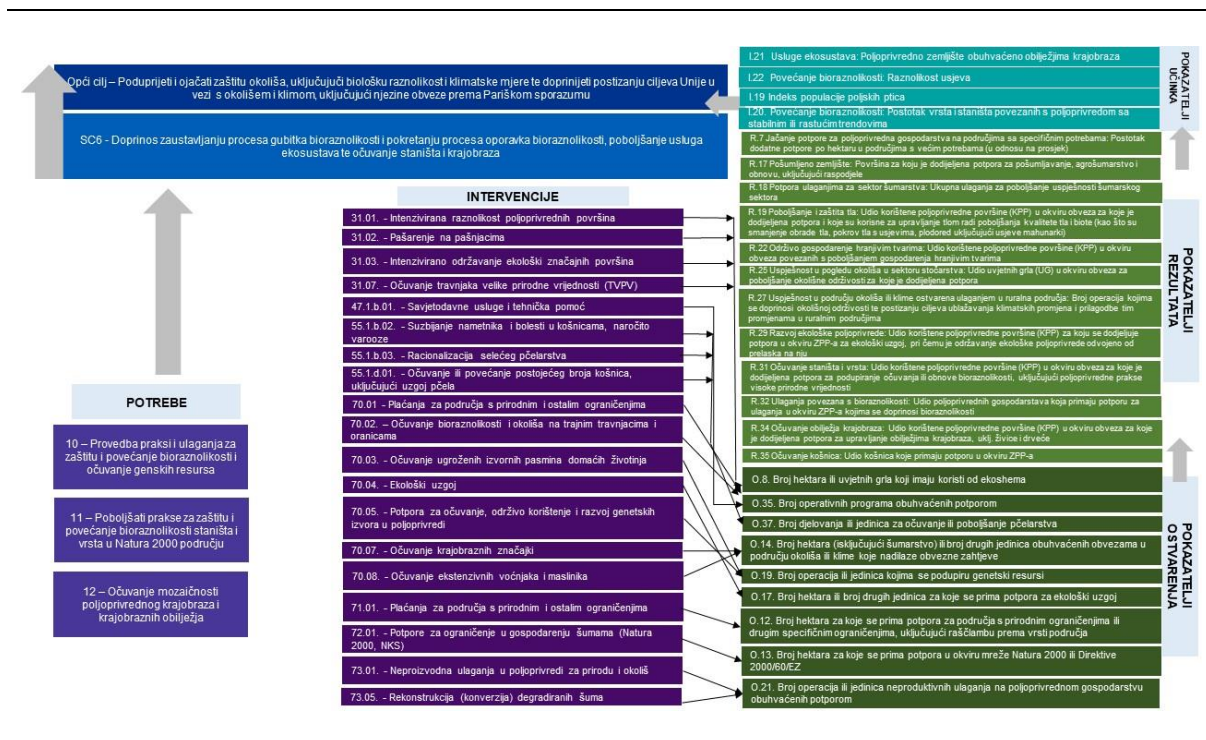 Opći cilj – Poduprijeti i ojačati zaštitu okoliša, uključujuči biološku raznolikost i klimatske mjere te doprinijeti postizanju ciljeva Unije u
vezi s okolišem i klimom, uključujući njezine obveze prema Pariškom sporazumu
SC6 - Doprinos zaustavljanju procesa gubitka bioraznolikosti i pokretanju procesa oporavka bioraznolikosti, poboljšanje usluga
ekosustava te očuvanje staništa i krajobraza
POTREBE
10 – Provedba praksi i ulaganja za
zaštitu i povećanje bioraznolikosti i
očuvanje genskih resursa
11 – Poboljšati prakse za zaštitu i
povećanje bioraznolikosti staništa i
vrsta u Natura 2000 području
12 – Očuvanje mozaičnosti
poljoprivrednog krajobraza i
krajobraznih obilježja
INTERVENCIJE
31.01. - Intenzivirana raznolikost poljoprivrednih površina
31.02. - Pašarenje na pašnjacima
31.03. - Intenzivirano održavanje ekološki značajnih površina
31.07. - Očuvanje travnjaka velike prirodne vrijednosti (TVPV)
47.1.b.01. - Savjetodavne usluge i tehnička pomoć
55.1.b.02. - Suzbijanje nametnika i bolesti u košnicama, naročito
varooze
55.1.b.03. - Racionalizacija selećeg pčelarstva
55.1.d.01. - Očuvanje ili povećanje postojećeg broja košnica,
uključujući uzgoj pčela
70.01 - Plaćanja za područja s prirodnim i ostalim ograničenjima
70.02. – Očuvanje bioraznolikosti i okoliša na trajnim travnjacima i
oranicama
70.03. - Očuvanje ugroženih izvornih pasmina domaćih životinja
70.04. - Ekološki uzgoj
70.05. - Potpora za očuvanje, održivo korištenje i razvoj genetskih
izvora u poljoprivredi
70.07. - Očuvanje krajobraznih značajki
70.08. - Očuvanje ekstenzivnih voćnjaka i maslinika
71.01. - Plaćanja za područja s prirodnim i ostalim ograničenjima
72.01. - Potpore za ograničenje u gospodarenju šumama (Natura
2000, NKS)
73.01. - Neproizvodna ulaganja u poljoprivredi za prirodu i okoliš
73.05. - Rekonstrukcija (konverzija) degradiranih šuma
I.21 Usluge ekosustava: Poljoprivredno zemljište obuhvaćeno obilježjima krajobraza
I.22 Povećanje bioraznolikosti: Raznolikost usjeva
I.19 Indeks populacije poljskih ptica
I.20. Povećanje bioraznolikosti: Postotak vrsta i staništa povezanih s poljoprivredom sa
stabilnim ili rastućim trendovima
POKAZATELJI
UČINKA
R.7 Jačanje potpore za poljoprivredna gospodarstva na područjima sa specifičnim potrebama: Postotak
dodatne potpore po hektaru u područjima s većim potrebama (u odnosu na prosjek)
R.17 Pošumljeno zemljište: Površina za koju je dodijeljena potpora za pošumljavanje, agrošumarstvo i
obnovu, uključujući raspodjele
R.18 Potpora ulaganjima za sektor šumarstva: Ukupna ulaganja za poboljšanje uspješnosti šumarskog
sektora
R.19 Poboljšanje i zaštita tla: Udio korištene poljoprivredne površine (KPP) u okviru obveza za koje je
dodijeljena potpora i koje su korisne za upravljanje tlom radi poboljšanja kvalitete tla i biote (kao što su
smanjenje obrade tla, pokrov tla s usjevima, plodored uključujući usjeve mahunarki)
R.22 Održivo gospodarenje hranjivim tvarima: Udio korištene poljoprivredne površine (KPP) u okviru
obveza povezanih s poboljšanjem gospodarenja hranjivim tvarima
R.25 Uspješnost u pogledu okoliša u sektoru stočarstva: Udio uvjetnih grla (UG) u okviru obveza za
poboljšanje okolišne održivosti za koje je dodijeljena potpora
R.27 Uspješnost u području okoliša ili klime ostvarena ulaganjem u ruralna područja: Broj operacija kojima
se doprinosi okolišnoj održivosti te postizanju ciljeva ublažavanja klimatskih promjena i prilagodbe tim
promjenama u ruralnim područjima
R.29 Razvoj ekološke poljoprivrede: Udio korištene poljoprivredne površine (KPP) za koju se dodjeljuje
potpora u okviru ZPP-a za ekološki uzgoj, pri čemu je održavanje ekološke poljoprivrede odvojeno od
prelaska na nju
R.31 Očuvanje staništa i vrsta: Udio korištene poljoprivredne površine (KPP) u okviru obveza za koje je
dodijeljena potpora za podupiranje očuvanja ili obnove bioraznolikosti, uključujući poljoprivredne prakse
visoke prirodne vrijednosti
R.32 Ulaganja povezana s bioraznolikosti: Udio poljoprivrednih gospodarstava koja primaju potporu za
ulaganja u okviru ZPP-a kojima se doprinosi bioraznolikosti
R.34 Očuvanje obilježja krajobraza: Udio korištene poljoprivredne površine (KPP) u okviru obveza za koje
je dodijeljena potpora za upravljanje obilježjima krajobraza, uklj. živice i drveće
R.35 Očuvanje košnica: Udio košnica koje primaju potporu u okviru ZPP-a
POKAZATELJI
REZULTATA
O.8. Broj hektara ili uvjetnih grla koji imaju koristi od ekoshema
O.35. Broj operativnih programa obuhvaćenih potporom
O.37. Broj djelovanja ili jedinica za očuvanje ili poboljšanje pčelarstva
O.14. Broj hektara (isključujući šumarstvo) ili broj drugih jedinica obuhvaćenih obvezama u
području okoliša ili klime koje nadilaze obvezne zahtjeve
O.19. Broj operacija ili jedinica kojima se podupiru genetski resursi
O.17. Broj hektara ili broj drugih jedinica za koje se prima potpora za ekološki uzgoj
O.12. Broj hektara za koje se prima potpora za područja s prirodnim ograničenjima ili
drugim specifičnim ograničenjima, uključujući raščlambu prema vrsti područja
O.13. Broj hektara za koje se prima potpora u okviru mreže Natura 2000 ili Direktive
2000/60/EZ
O.21. Broj operacija ili jedinica neproduktivnih ulaganja na poljoprivrednom gospodarstvu
obuhvaćenih potporom
POKAZATELJI
OSTVARENJA